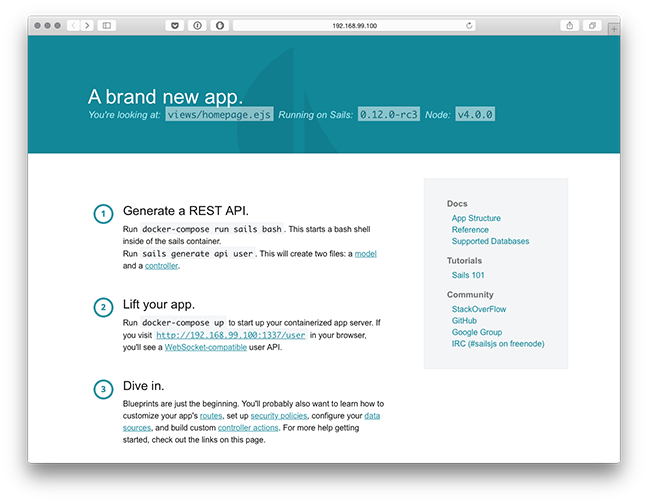 192.168.99.100
A brand new app.
You're looking at: views/homepage.ejs Running on Sails: 0.12.0-rc3 Node: v4.0.0
1 Generate a REST API.
Run docker-compose run sails bash. This starts a bash shell
inside of the sails container.
Run sails generate api user. This will create two files: a model
and a controller.
2 Lift your app.
Run docker-compose up to start up your containerized app server. If
you visit http://192.168.99.100:1337/user in your browser,
you'll see a WebSocket-compatible user API.
3 Dive in.
Blueprints are just the beginning. You'll probably also want to learn how to
customize your app's routes, set up security policies, configure your data
sources, and build custom controller actions. For more help getting
started, check out the links on this page.
Docs
App Structure
Reference
Supported Databases
Tutorials
Sails 101
Community
StackOverFlow
GitHub
Google Group
IRC (#sailsjs on freenode)